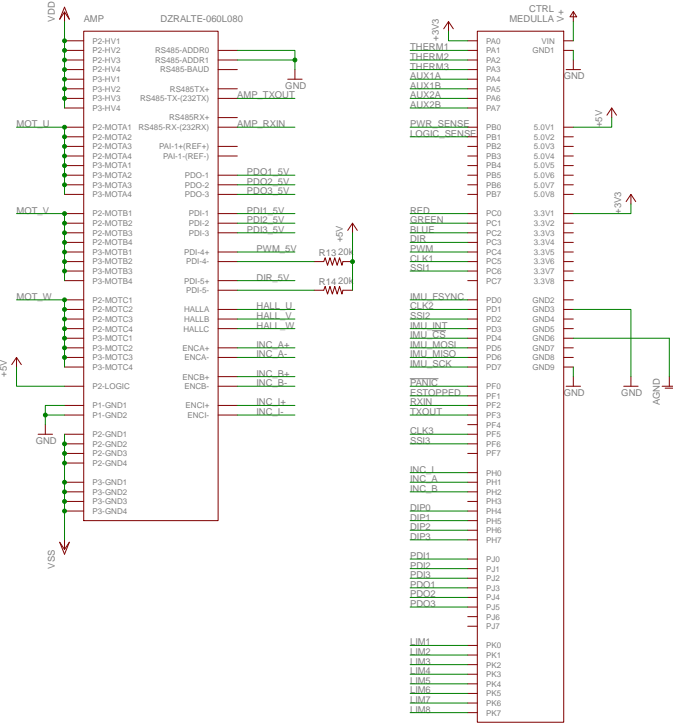 VDD
AMP
DZRALTE-060L080
P2-HV1
P2-HV2
P3-HV2
P2-HV4
P3-HV1
P3-HV2
P3-HV3
P3-HV4
MOT_U
P2-MOTA1
P2-MOTA2
P2-MOTA3
P2-MOTA4
P3-MOTA1
P3-MOTA2
P3-MOTA3
P3-MOTA4
MOT_V
P2-MOTB1
P2-MOTB2
P2-MOTB3
P2-MOTB4
P3-MOTB1
P3-MOTB2
P3-MOTB3
P3-MOTB4
MOT_W
P2-MOTC1
P2-MOTC2
P2-MOTC3
P2-MOTC4
P3-MOTC1
P3-MOTC2
P3-MOTC3
P3-MOTC4
+5V
P2-LOGIC
P1-GND1
P1-GND2
GND
P2-GND1
P2-GND2
P2-GND3
P2-GND4
P3-GND1
P3-GND2
P3-GND3
P3-GND4
VSS
RS485-ADDR0
RS485-ADDR1
RS485-BAUD
GND
RS485TX+
RS485-TX-(232TX) AMP_TXOUT
RS485RX+
RS485-RX-(232RX) AMP_RXIN
PAI-1+(REF+)
PAI-1-(REF-)
PDO-1 PDO1_5V
PDO-2 PDO2_5V
PDO-3 PDO3_5V
PDI-1 PDI1_5V
PDI-2 PDI2_5V
PDI-3 PDI3_5V
PDI-4+ PWM_5V
PDI-4-
R13 20k
+5V
PDI-5+ DIR_5V
PDI-5-
R14 20k
HALLA HALL_U
HALLB HALL_V
HALLC HALL_W
ENCA+ INC_A+
ENCA- INC_A-
ENCB+ INC_B+
ENCB- INC_B-
ENCI+ INC_I+
ENCI- INC_I-
CTRL
MEDULLA
V+
+3V3
PA0
THERM1 PA1
THERM2 PA2
THERM3 PA3
AUX1A PA4
AUX1B PA5
AUX2A PA6
AUX2B PA7
PWR_SENSE PB0
LOGIC_SENSE PB1
PB2
PB3
PB4
PB5
PB6
PB7
RED PC0
GREEN PC1
BLUE PC2
DIR PC3
PWM PC4
CLK1 PC5
SSI1 PC6
PC7
IMU_FSYNC PD0
CLK2 PD1
SSI2 PD2
IMU_INT PD3
IMU_CS PD4
IMU_MOSI PD5
IMU_MISO PD6
IMU_SCK PD7
PANIC PF0
ESTOPPED PF1
RXIN PF2
TXOUT PF3
PF4
CLK3 PF5
SSI3 PF6
PF7
INC_I PH0
INC_A PH1
INC_B PH2
PH3
DIP0 PH4
DIP1 PH5
DIP2 PH6
DIP3 PH7
PDI1 PJ0
PDI2 PJ1
PDI3 PJ2
PDO1 PJ3
PDO2 PJ4
PDO3 PJ5
PJ6
PJ7
LIM1 PK0
LIM2 PK1
LIM3 PK2
LIM4 PK3
LIM5 PK4
LIM6 PK5
LIM7 PK6
LIM8 PK7
VIN
GND1
GND
5.0V1
+5V
5.0V2
5.0V3
5.0V4
5.0V5
5.0V6
5.0V7
5.0V8
3.3V1
+3V3
3.3V2
3.3V3
3.3V4
3.3V5
3.3V6
3.3V7
3.3V8
GND2
GND3
GND4
GND5
GND6
GND7
GND8
GND9
GND
GND
AGND